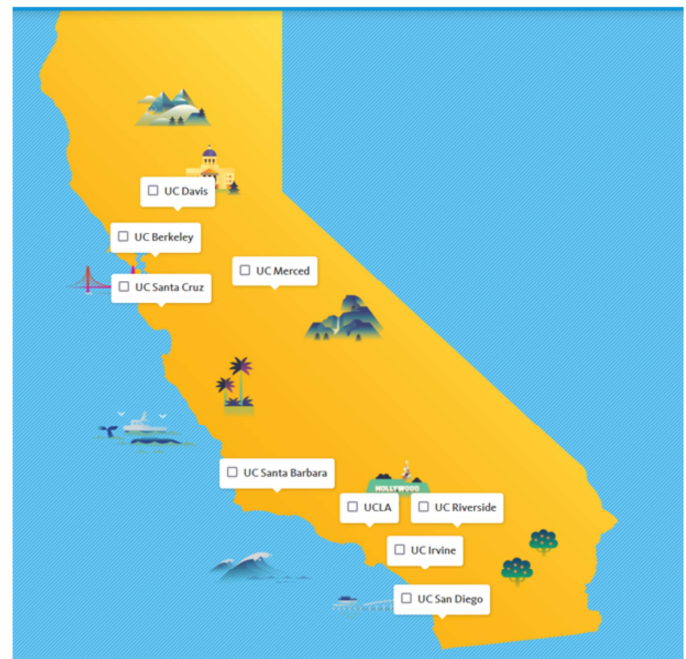 UC Davis
UC Berkeley
UC Merced
UC Santa Cruz
UC Santa Barbara
HOLLYWOOD
UCLA
UC Riverside
UC Irvine
UC San Diego